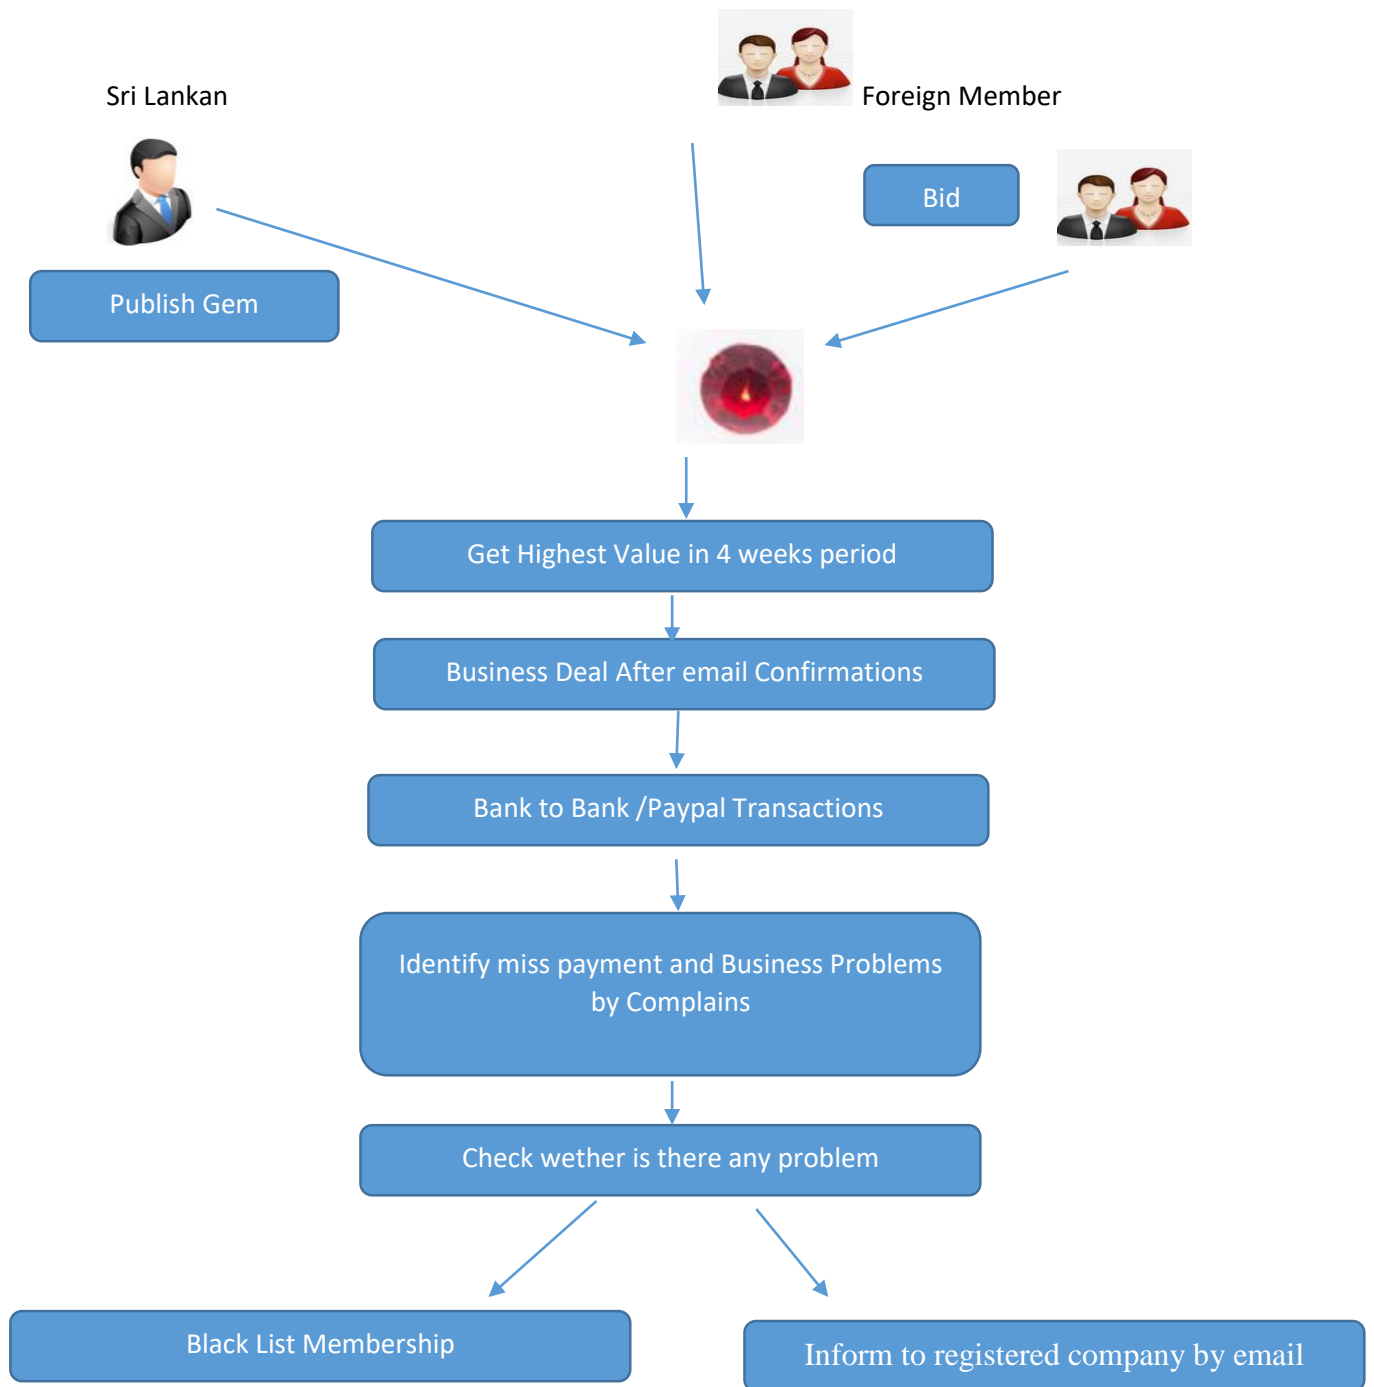 Sri Lankan
Foreign Member
Bid
Publish Gem
Get Highest Value in 4 weeks period
Business Deal After email Confirmations
Bank to Bank /Paypal Transactions
Identify miss payment and Business Problems
by Complains
Check wether is there any problem
Black List Membership
Inform to registered company by email